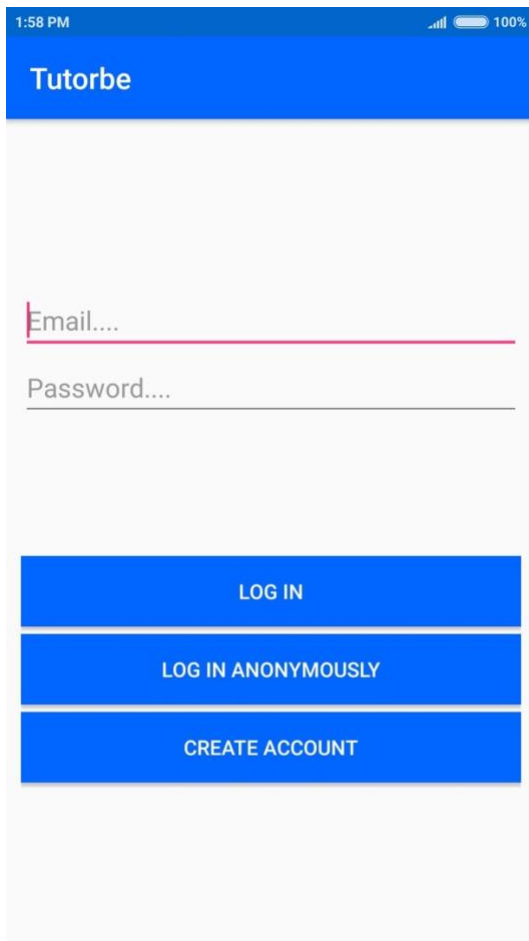 1:58 PM 100%
Tutorbe
Email....
Password....
LOG IN
LOG IN ANONYMOUSLY
CREATE ACCOUNT